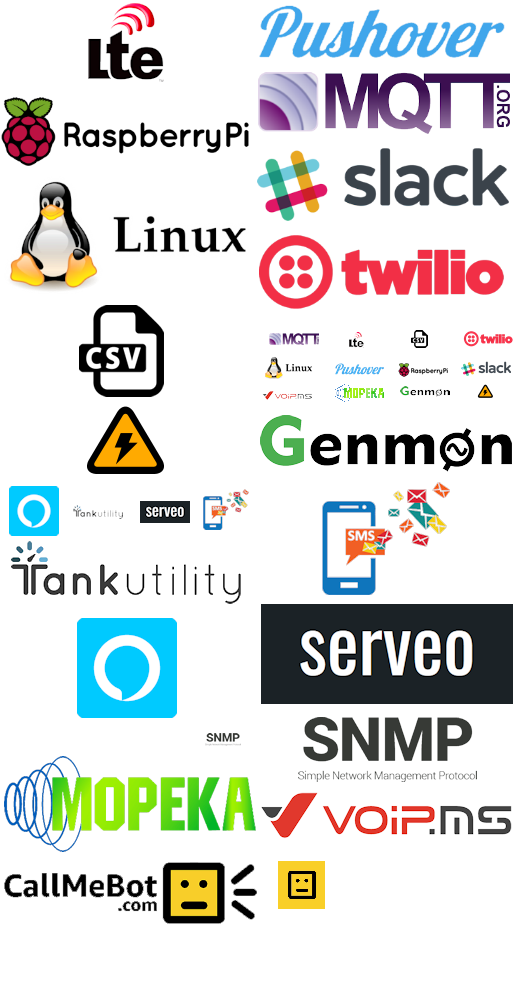 Lte
Pushover
MQTT
.ORG
RaspberryPi
slack
Linux
twilio
CSV
MQTT
Lte
CSV
twilio
Linux
Pushover
RaspberryPi
slack
VOIP.MS
MOPEKA
Genmon
Genmon
Tankutility
serveo
SMS
SMS
Tankutility
serveo
SNMP
SNMP
Simple Network Management Protocol
MOPEKA
VOIP.MS
CallMeBot
.com